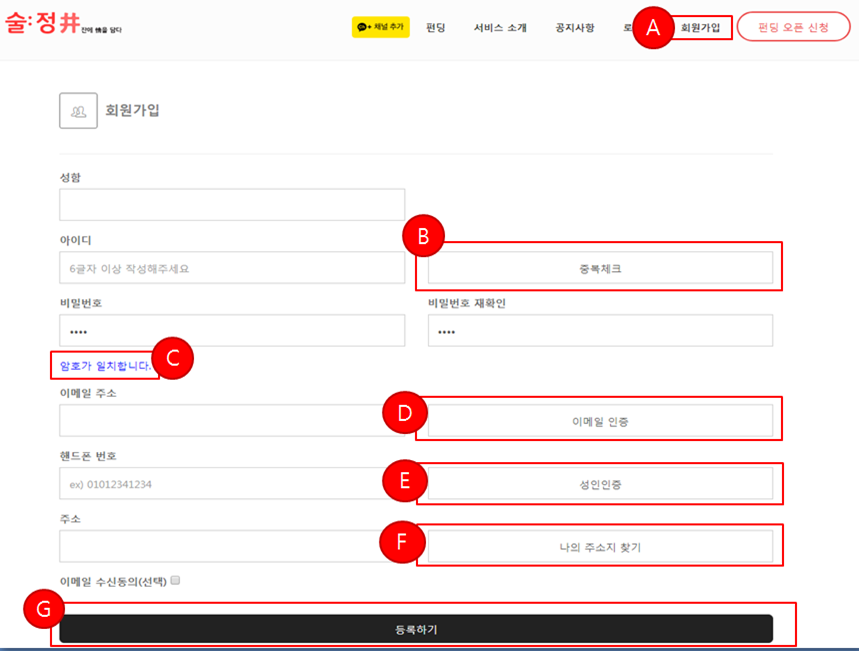 술:정井 잔에 情을 담다
채널 추가 펀딩 서비스 소개 공지사항 로 A 회원가입 펀딩 오픈 신청
회원가입
성함
아이디
B
6글자 이상 작성해주세요 중복체크
비밀번호 비밀번호 재확인
•••• ••••
암호가 일치합니다. C
이메일 주소
D 이메일 인증
핸드폰 번호
ex) 01012341234 E 성인인증
주소
F 나의 주소지 찾기
이메일 수신동의(선택)
G
등록하기